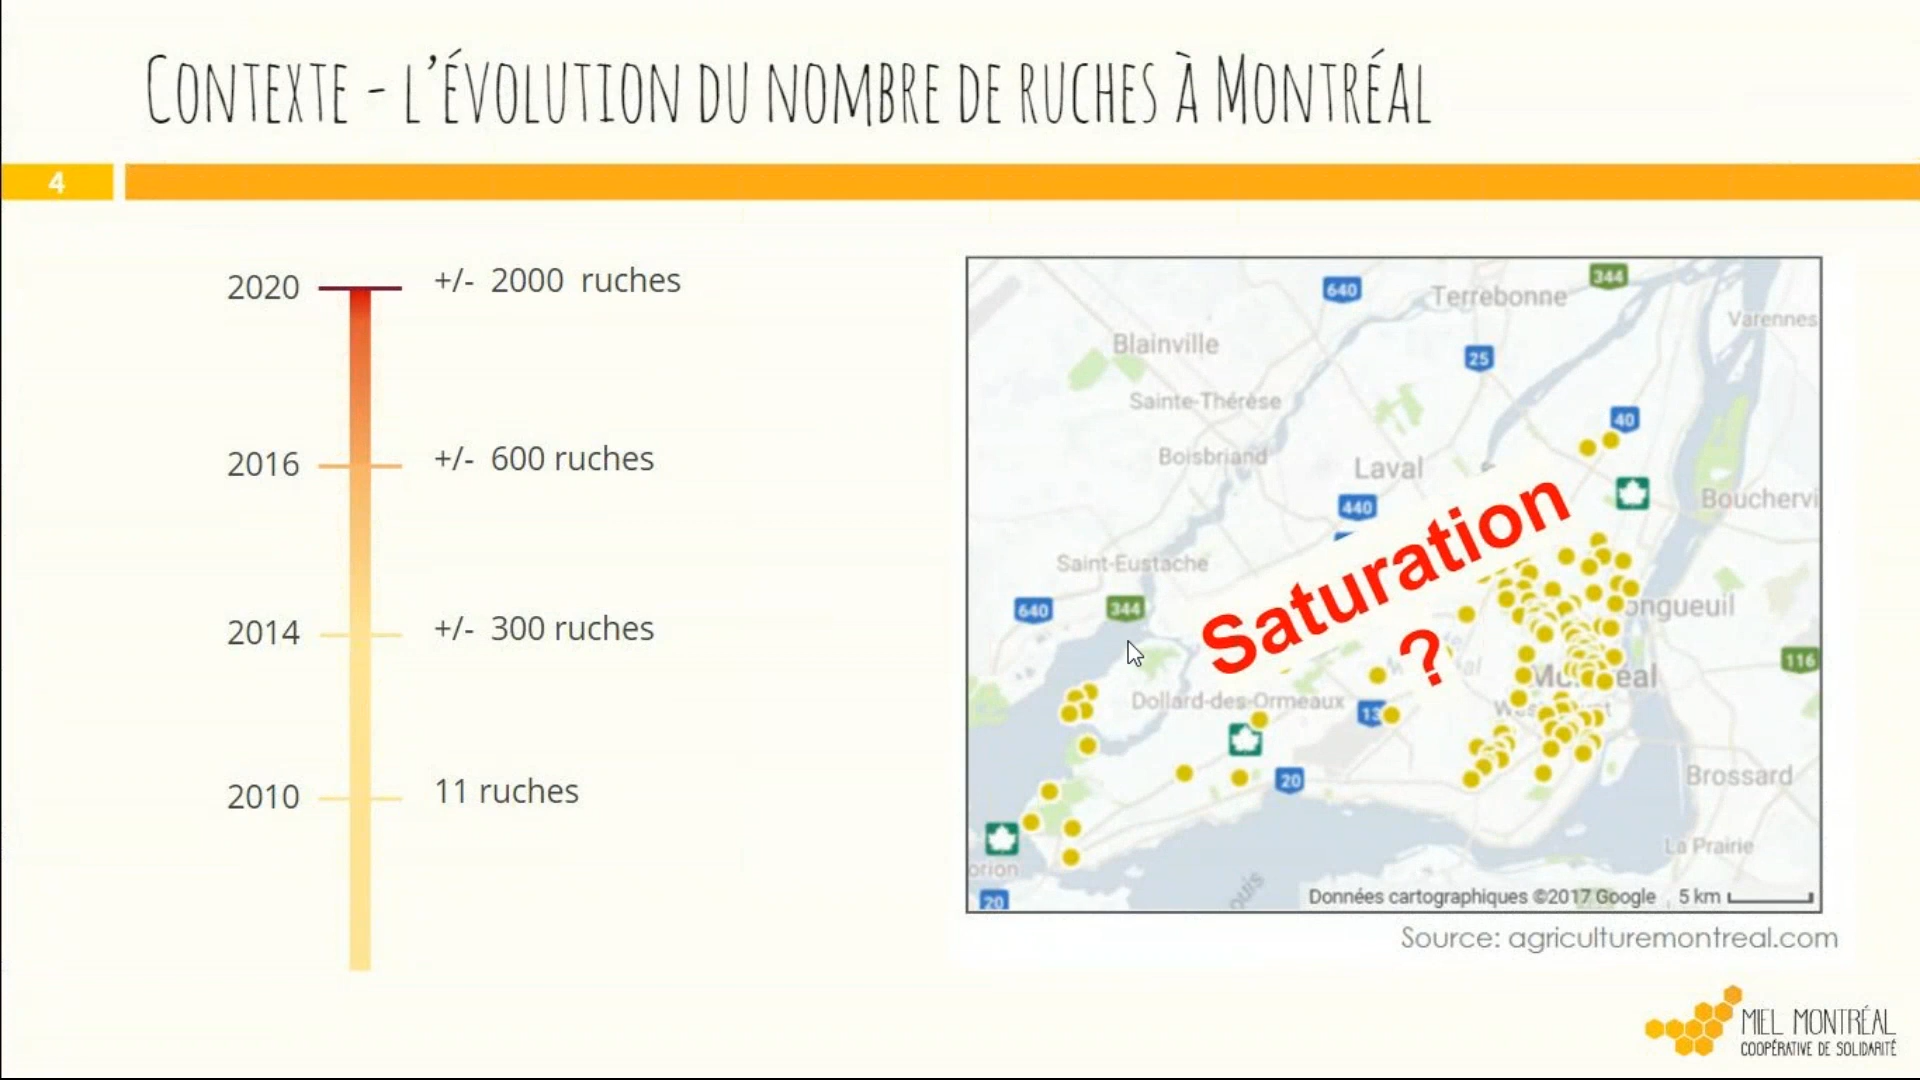 CONTEXTE - L'ÉVOLUTION DU NOMBRE DE RUCHES À MONTRÉAL
4
2020 +/- 2000 ruches
2016 +/- 600 ruches
2014 +/- 300 ruches
2010 11 ruches
640
Terrebonne
344
Varennes
Blainville
25
Sainte-Thérèse
40
Boisbriand
Laval
440
Saturation
?
Saint-Eustache
640
344
116
Dollard-des-Ormeaux
13
20
Brossard
La Prairie
20
Données cartographiques ©2017 Google 5 km
Source: agriculturemontreal.com
MIEL MONTRÉAL
COOPÉRATIVE DE SOLIDARITÉ